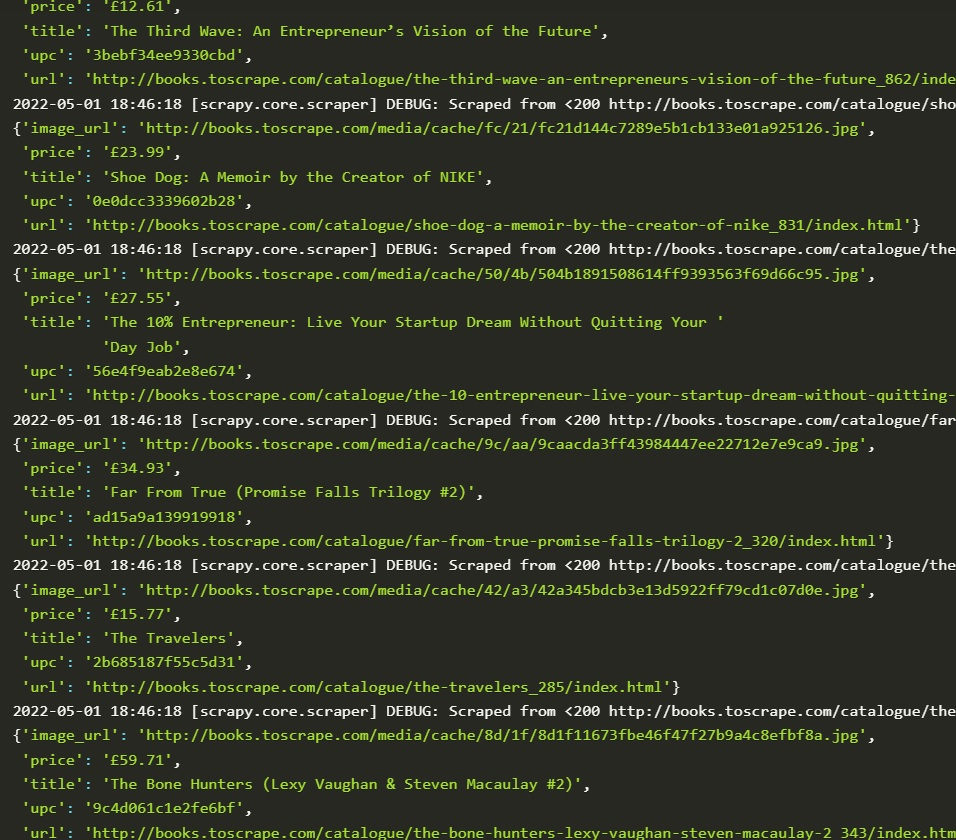 'price': '£12.61',
'title': 'The Third Wave: An Entrepreneur’s Vision of the Future',
'upc': '3bebf34ee9330cbd',
'url': 'http://books.toscrape.com/catalogue/the-third-wave-an-entrepreneurs-vision-of-the-future_862/inde
2022-05-01 18:46:18 [scrapy.core.scraper] DEBUG: Scraped from <200 http://books.toscrape.com/catalogue/sho
{'image_url': 'http://books.toscrape.com/media/cache/fc/21/fc21d144c7289e5b1cb133e01a925126.jpg',
'price': '£23.99',
'title': 'Shoe Dog: A Memoir by the Creator of NIKE',
'upc': '0e0dcc3339602b28',
'url': 'http://books.toscrape.com/catalogue/shoe-dog-a-memoir-by-the-creator-of-nike_831/index.html'}
2022-05-01 18:46:18 [scrapy.core.scraper] DEBUG: Scraped from <200 http://books.toscrape.com/catalogue/the
{'image_url': 'http://books.toscrape.com/media/cache/50/4b/504b1891508614ff9393563f69d66c95.jpg',
'price': '£27.55',
'title': 'The 10% Entrepreneur: Live Your Startup Dream Without Quitting Your '
'Day Job',
'upc': '56e4f9eab2e8e674',
'url': 'http://books.toscrape.com/catalogue/the-10-entrepreneur-live-your-startup-dream-without-quitting-
2022-05-01 18:46:18 [scrapy.core.scraper] DEBUG: Scraped from <200 http://books.toscrape.com/catalogue/far
{'image_url': 'http://books.toscrape.com/media/cache/9c/aa/9caacda3ff43984447ee22712e7e9ca9.jpg',
'price': '£34.93',
'title': 'Far From True (Promise Falls Trilogy #2)',
'upc': 'ad15a9a139919918',
'url': 'http://books.toscrape.com/catalogue/far-from-true-promise-falls-trilogy-2_320/index.html'}
2022-05-01 18:46:18 [scrapy.core.scraper] DEBUG: Scraped from <200 http://books.toscrape.com/catalogue/the
{'image_url': 'http://books.toscrape.com/media/cache/42/a3/42a345bdcb3e13d5922ff79cd1c07d0e.jpg',
'price': '£15.77',
'title': 'The Travelers',
'upc': '2b685187f55c5d31',
'url': 'http://books.toscrape.com/catalogue/the-travelers_285/index.html'}
2022-05-01 18:46:18 [scrapy.core.scraper] DEBUG: Scraped from <200 http://books.toscrape.com/catalogue/the
{'image_url': 'http://books.toscrape.com/media/cache/8d/1f/8d1f11673fbe46f47f27b9a4c8efbf8a.jpg',
'price': '£59.71',
'title': 'The Bone Hunters (Lexy Vaughan & Steven Macaulay #2)',
'upc': '9c4d061c1e2fe6bf',
'url': 'http://books.toscrape.com/catalogue/the-bone-hunters-lexy-vaughan-steven-macaulay-2_343/index.htm